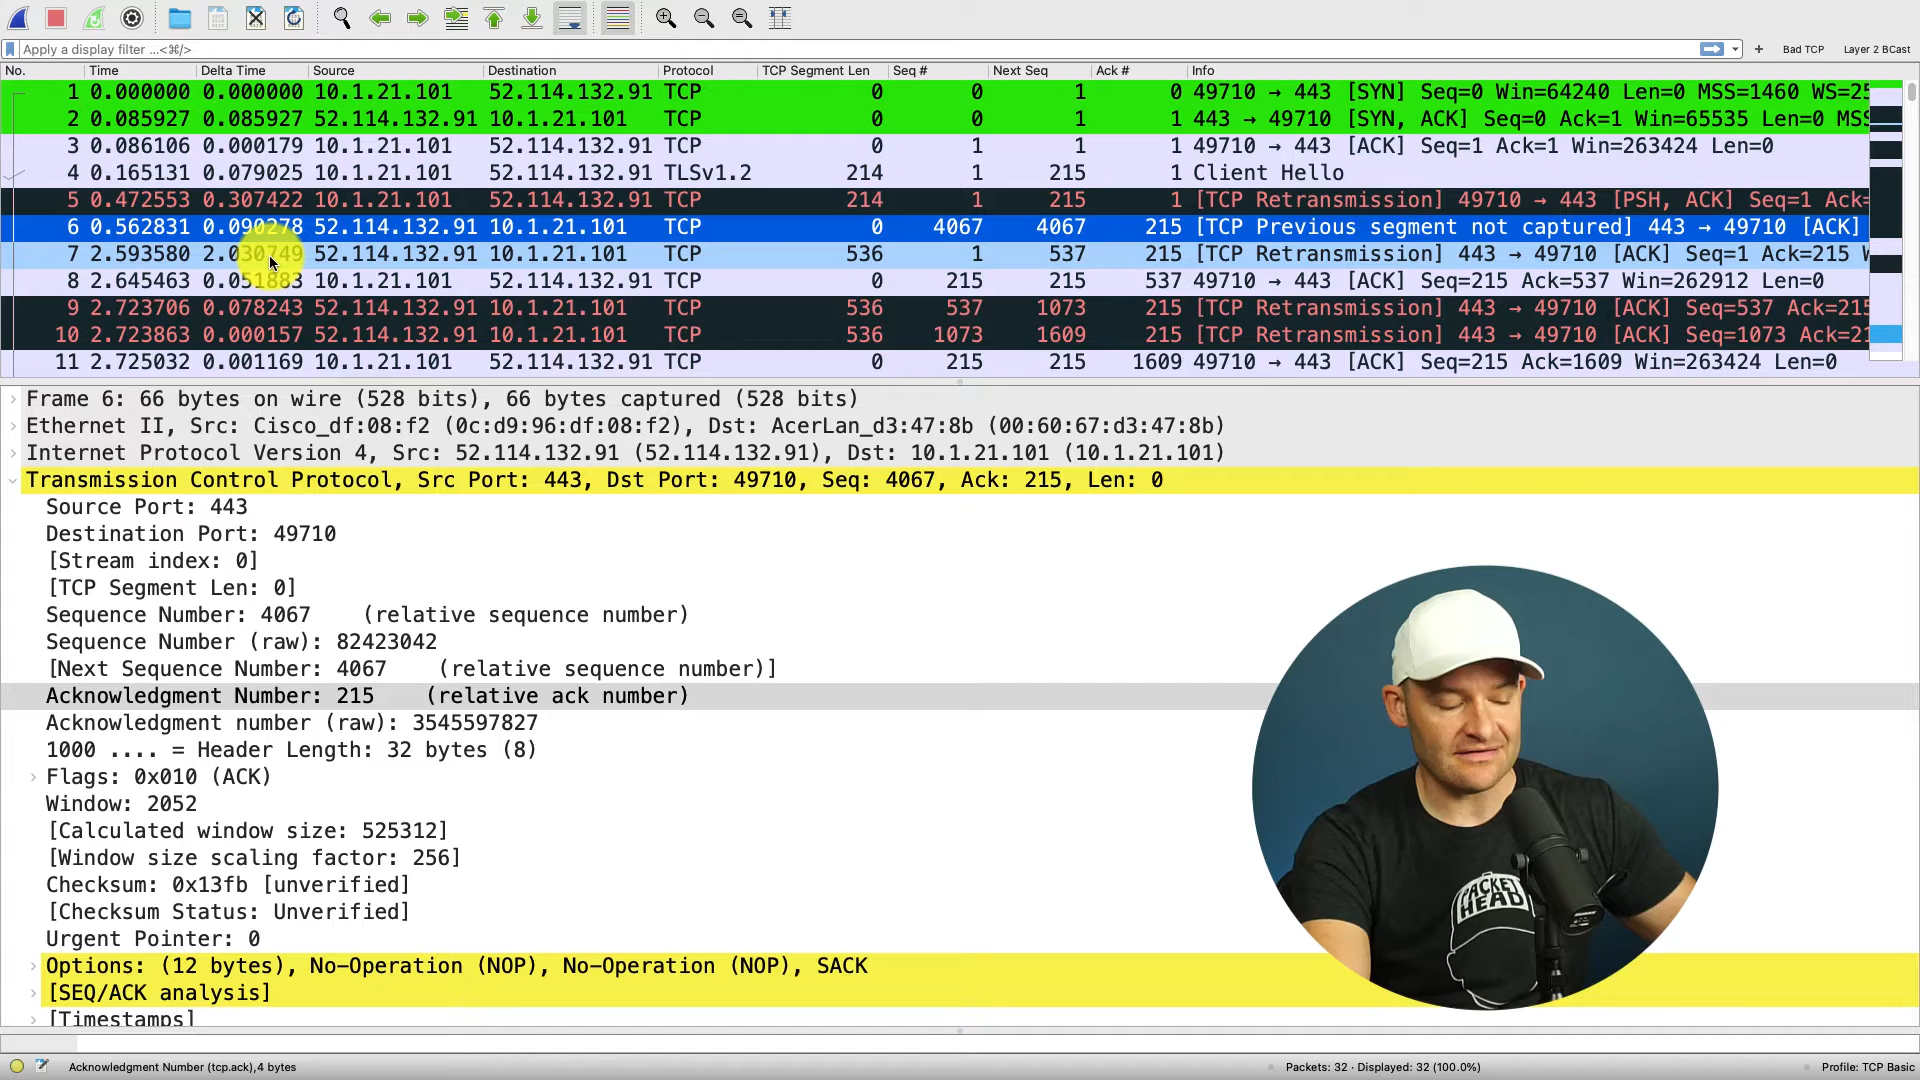 Apply a display filter ...<⌘/>
+ Bad TCP Layer 2 BCast
No. Time Delta Time Source Destination Protocol TCP Segment Len Seq # Next Seq Ack # Info
1 0.000000 0.000000 10.1.21.101 52.114.132.91 TCP 0 0 1 0 49710 → 443 [SYN] Seq=0 Win=64240 Len=0 MSS=1460 WS=25
2 0.085927 0.085927 52.114.132.91 10.1.21.101 TCP 0 0 1 1 443 → 49710 [SYN, ACK] Seq=0 Ack=1 Win=65535 Len=0 MSS
3 0.086106 0.000179 10.1.21.101 52.114.132.91 TCP 0 1 1 1 49710 → 443 [ACK] Seq=1 Ack=1 Win=263424 Len=0
4 0.165131 0.079025 10.1.21.101 52.114.132.91 TLSv1.2 214 1 215 1 Client Hello
5 0.472553 0.307422 10.1.21.101 52.114.132.91 TCP 214 1 215 1 [TCP Retransmission] 49710 → 443 [PSH, ACK] Seq=1 Ack=
6 0.562831 0.090278 52.114.132.91 10.1.21.101 TCP 0 4067 4067 215 [TCP Previous segment not captured] 443 → 49710 [ACK]
7 2.593580 2.030749 52.114.132.91 10.1.21.101 TCP 536 1 537 215 [TCP Retransmission] 443 → 49710 [ACK] Seq=1 Ack=215 W
8 2.645463 0.051883 10.1.21.101 52.114.132.91 TCP 0 215 215 537 49710 → 443 [ACK] Seq=215 Ack=537 Win=262912 Len=0
9 2.723706 0.078243 52.114.132.91 10.1.21.101 TCP 536 537 1073 215 [TCP Retransmission] 443 → 49710 [ACK] Seq=537 Ack=215
10 2.723863 0.000157 52.114.132.91 10.1.21.101 TCP 536 1073 1609 215 [TCP Retransmission] 443 → 49710 [ACK] Seq=1073 Ack=21
11 2.725032 0.001169 10.1.21.101 52.114.132.91 TCP 0 215 215 1609 49710 → 443 [ACK] Seq=215 Ack=1609 Win=263424 Len=0
Frame 6: 66 bytes on wire (528 bits), 66 bytes captured (528 bits)
Ethernet II, Src: Cisco_df:08:f2 (0c:d9:96:df:08:f2), Dst: AcerLan_d3:47:8b (00:60:67:d3:47:8b)
Internet Protocol Version 4, Src: 52.114.132.91 (52.114.132.91), Dst: 10.1.21.101 (10.1.21.101)
Transmission Control Protocol, Src Port: 443, Dst Port: 49710, Seq: 4067, Ack: 215, Len: 0
Source Port: 443
Destination Port: 49710
[Stream index: 0]
[TCP Segment Len: 0]
Sequence Number: 4067 (relative sequence number)
Sequence Number (raw): 82423042
[Next Sequence Number: 4067 (relative sequence number)]
Acknowledgment Number: 215 (relative ack number)
Acknowledgment number (raw): 3545597827
1000 .... = Header Length: 32 bytes (8)
Flags: 0x010 (ACK)
Window: 2052
[Calculated window size: 525312]
[Window size scaling factor: 256]
Checksum: 0x13fb [unverified]
[Checksum Status: Unverified]
Urgent Pointer: 0
Options: (12 bytes), No-Operation (NOP), No-Operation (NOP), SACK
[SEQ/ACK analysis]
[Timestamps]
PACKET
HEAD
Acknowledgment Number (tcp.ack),4 bytes
Packets: 32 · Displayed: 32 (100.0%)
Profile: TCP Basic